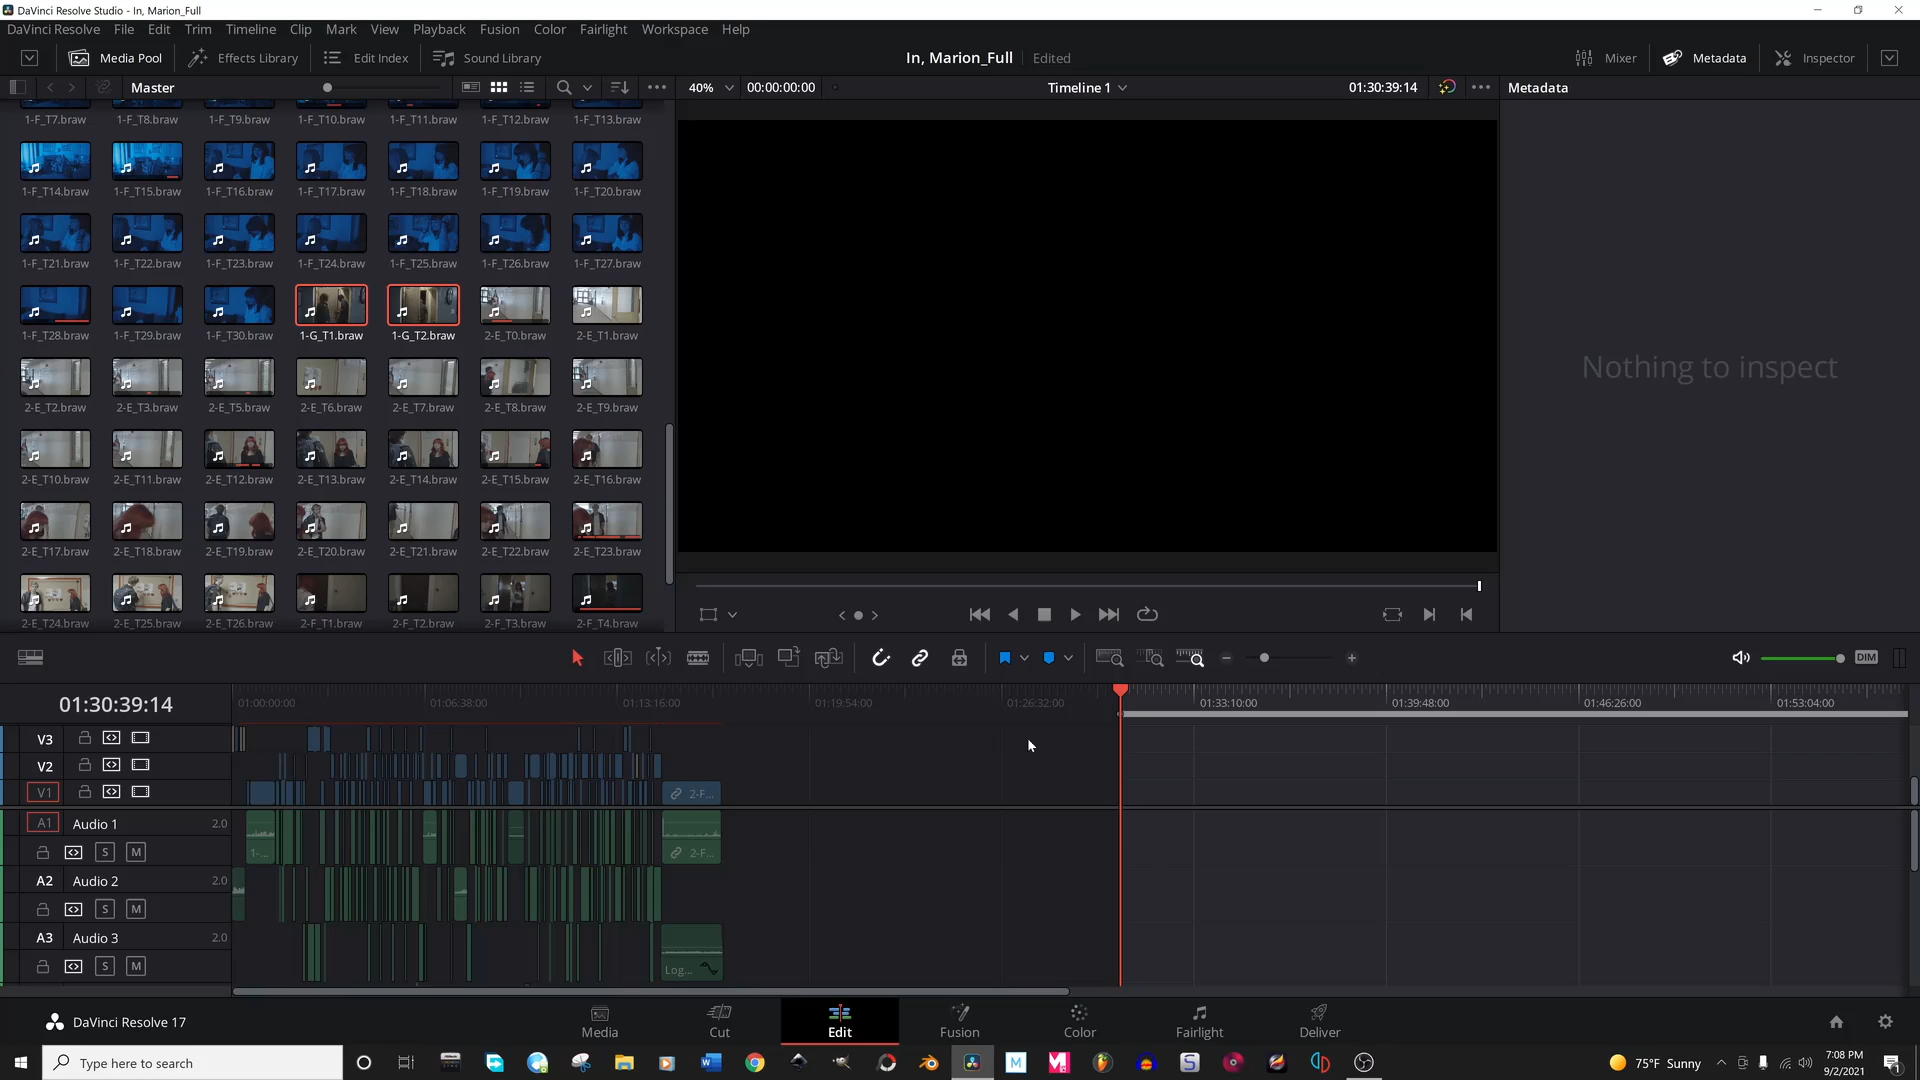 DaVinci Resolve Studio - In, Marion_Full
DaVinci Resolve File Edit Trim Timeline Clip Mark View Playback Fusion Color Fairlight Workspace Help
Media Pool Effects Library Edit Index Sound Library In, Marion_Full Edited Mixer Metadata Inspector
Master 40% 00:00:00:00 Timeline 1 01:30:39:14 Metadata
1-F_T7.braw 1-F_T8.braw 1-F_T9.braw 1-F_T10.braw 1-F_T11.braw 1-F_T12.braw 1-F_T13.braw
1-F_T14.braw 1-F_T15.braw 1-F_T16.braw 1-F_T17.braw 1-F_T18.braw 1-F_T19.braw 1-F_T20.braw
1-F_T21.braw 1-F_T22.braw 1-F_T23.braw 1-F_T24.braw 1-F_T25.braw 1-F_T26.braw 1-F_T27.braw
1-F_T28.braw 1-F_T29.braw 1-F_T30.braw 1-G_T1.braw 1-G_T2.braw 2-E_T0.braw 2-E_T1.braw
Nothing to inspect
2-E_T2.braw 2-E_T3.braw 2-E_T5.braw 2-E_T6.braw 2-E_T7.braw 2-E_T8.braw 2-E_T9.braw
2-E_T10.braw 2-E_T11.braw 2-E_T12.braw 2-E_T13.braw 2-E_T14.braw 2-E_T15.braw 2-E_T16.braw
2-E_T17.braw 2-E_T18.braw 2-E_T19.braw 2-E_T20.braw 2-E_T21.braw 2-E_T22.braw 2-E_T23.braw
2-E_T24.braw 2-E_T25.braw 2-E_T26.braw 2-F_T1.braw 2-F_T2.braw 2-F_T3.braw 2-F_T4.braw
DIM
01:30:39:14 01:00:00:00 01:06:38:00 01:13:16:00 01:19:54:00 01:26:32:00 01:33:10:00 01:39:48:00 01:46:26:00 01:53:04:00
V3
V2
V1 2-F...
A1 Audio 1 2.0
S M 1-... 2-F...
A2 Audio 2 2.0
S M
A3 Audio 3 2.0
S M Log...
DaVinci Resolve 17 Media Cut Edit Fusion Color Fairlight Deliver
Type here to search 75°F Sunny 7:08 PM
9/2/2021